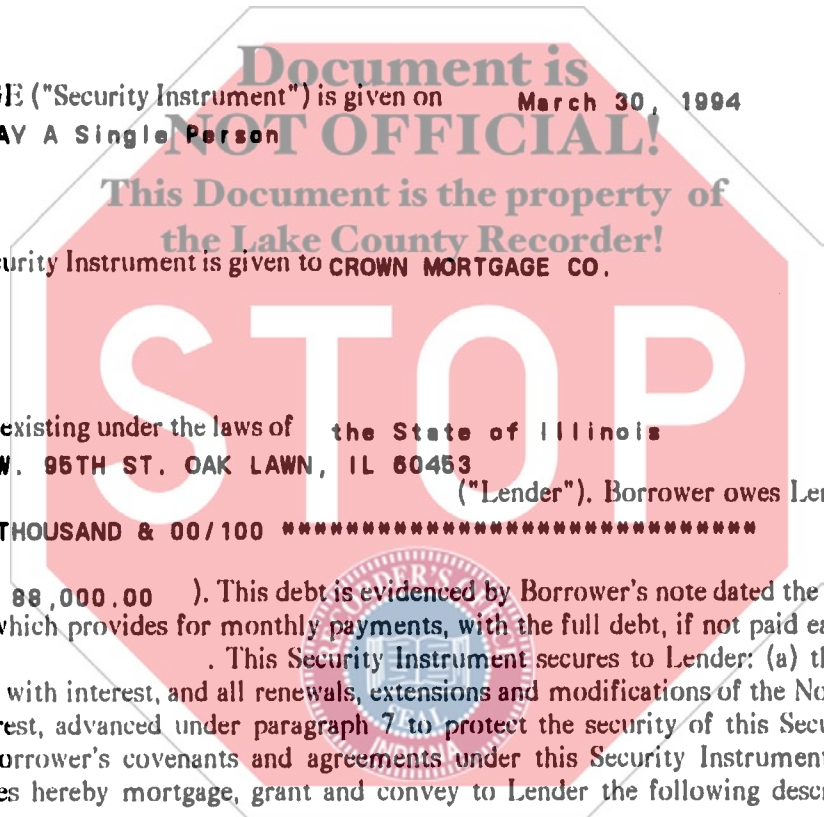 Document is
E ("Security Instrument") is given on March 30, 1994
AY A Single Person
NOT OFFICIAL!
This Document is the property of
the Lake County Recorder!
curity Instrument is given to CROWN MORTGAGE CO.
STOP
existing under the laws of the State of Illinois
W. 95TH ST. OAK LAWN, IL 60453
("Lender"). Borrower owes Len
THOUSAND & 00/100 ******************************
88,000.00 ). This debt is evidenced by Borrower's note dated the
which provides for monthly payments, with the full debt, if not paid ea
. This Security Instrument secures to Lender: (a) th
with interest, and all renewals, extensions and modifications of the No
rest, advanced under paragraph 7 to protect the security of this Secu
orrower's covenants and agreements under this Security Instrument
es hereby mortgage, grant and convey to Lender the following descr
SEAL
INDIANA